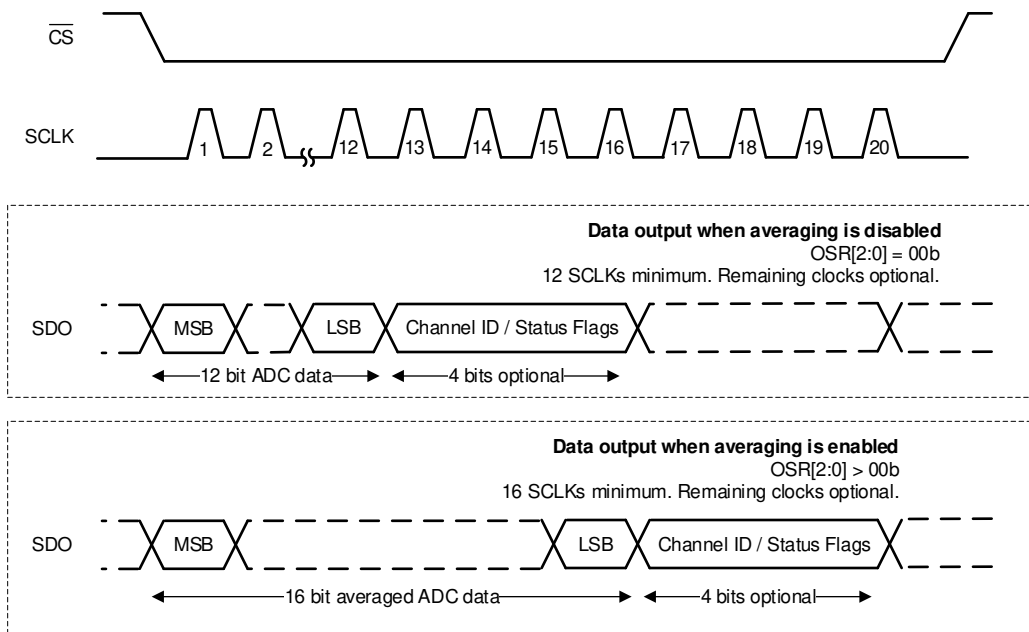 CS
SCLK
1 2 12 13 14 15 16 17 18 19 20
Data output when averaging is disabled
OSR[2:0] = 00b
12 SCLKs minimum. Remaining clocks optional.
SDO
MSB LSB Channel ID / Status Flags
12 bit ADC data 4 bits optional
Data output when averaging is enabled
OSR[2:0] > 00b
16 SCLKs minimum. Remaining clocks optional.
SDO
MSB LSB Channel ID / Status Flags
16 bit averaged ADC data 4 bits optional